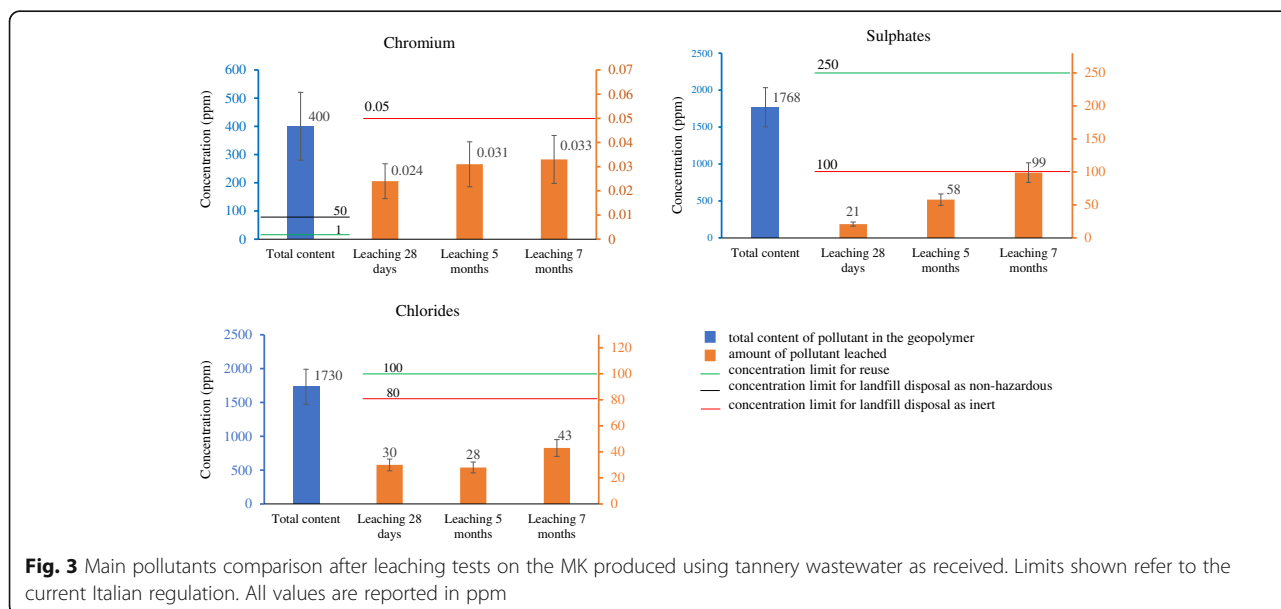 Chromium
Concentration (ppm)
600
500
400
300
200
100
0
0.07
0.06
0.05
0.04
0.03
0.02
0.01
0
400
50
1
0.05
0.024
0.031
0.033
Total content
Leaching 28
days
Leaching 5
months
Leaching 7
months
Sulphates
Concentration (ppm)
2500
2000
1500
1000
500
0
250
200
150
100
50
0
1768
250
100
21
58
99
Total content
Leaching 28
days
Leaching 5
months
Leaching 7
months
Chlorides
Concentration (ppm)
2500
2000
1500
1000
500
0
120
100
80
60
40
20
0
1730
100
80
30
28
43
Total content
Leaching 28
days
Leaching 5
months
Leaching 7
months
total content of pollutant in the geopolymer
amount of pollutant leached
concentration limit for reuse
concentration limit for landfill disposal as non-hazardous
concentration limit for landfill disposal as inert
Fig. 3 Main pollutants comparison after leaching tests on the MK produced using tannery wastewater as received. Limits shown refer to the
current Italian regulation. All values are reported in ppm